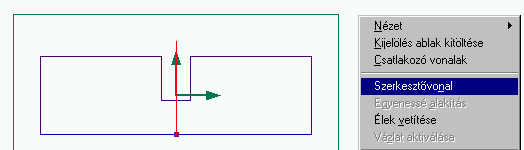 Nézet
Kijelölés ablak kitöltése
Csatlakozó vonalak
Szerkesztővonal
Egyenessé alakítás
Élek vetítése
Vázlat aktiválása